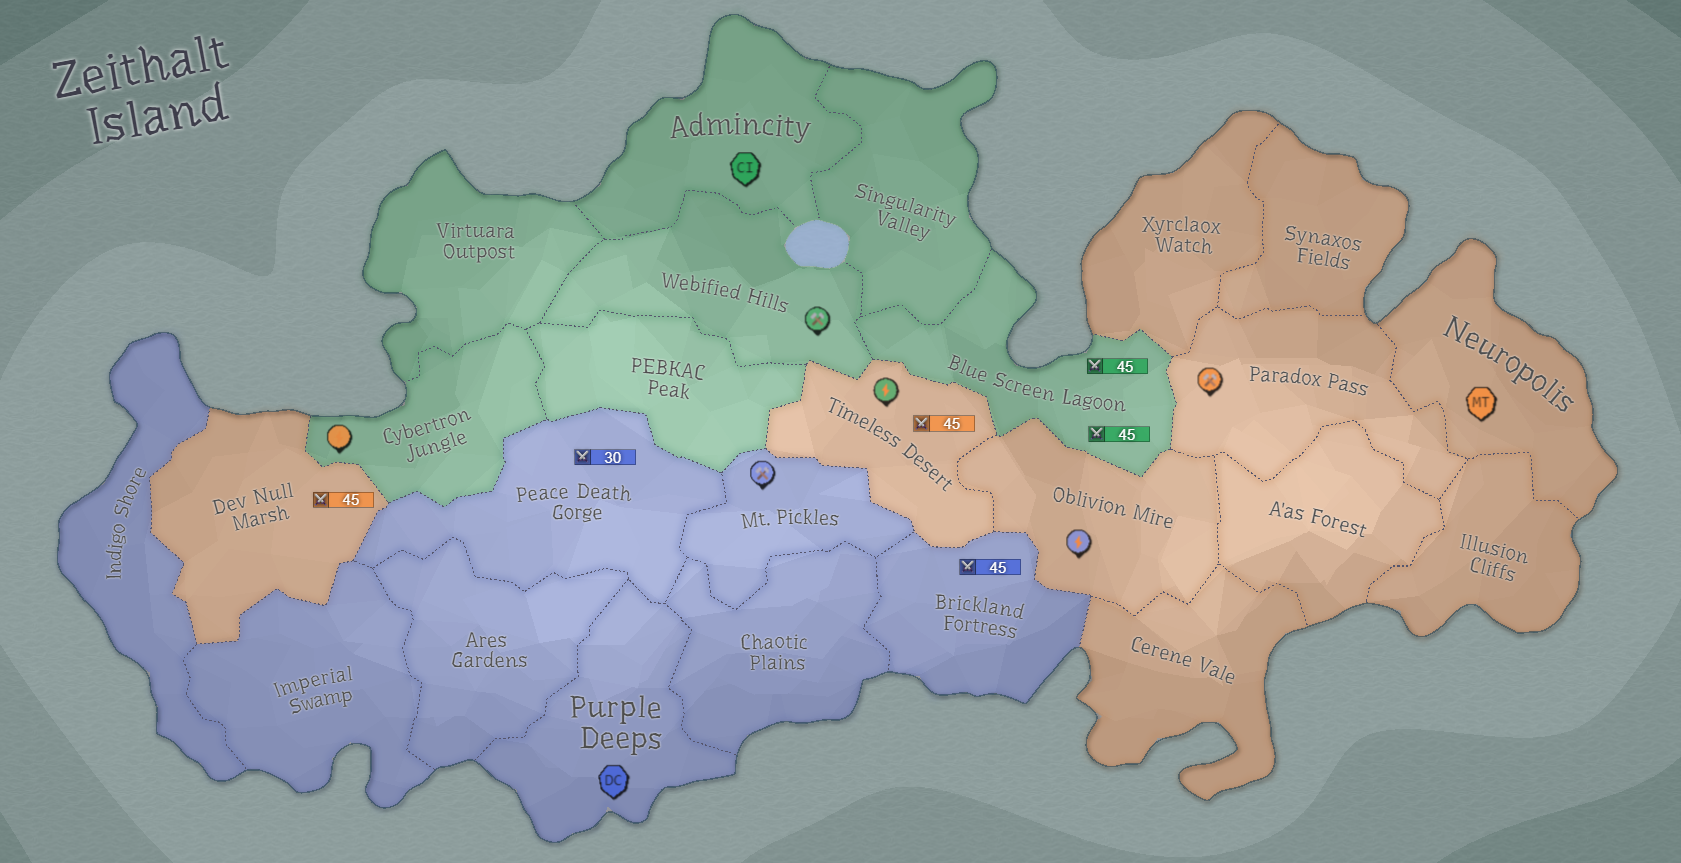 Zeithalt
Island
Admincity
CI
Virtuara
Outpost
Singularity
Valley
Webified Hills
Xyrclaox
Watch
Synaxos
Fields
Neuropolis
MT
PEBKAC
Peak
Blue Screen Lagoon
45
45
Paradox Pass
Cybertron
Jungle
Timeless Desert
45
Indigo Shore
Dev Null
Marsh
45
30
Peace Death
Gorge
Mt. Pickles
Oblivion Mire
A'as Forest
Illusion
Cliffs
45
Brickland
Fortress
Ares
Gardens
Chaotic
Plains
Cerene Vale
Imperial
Swamp
Purple
Deeps
DC